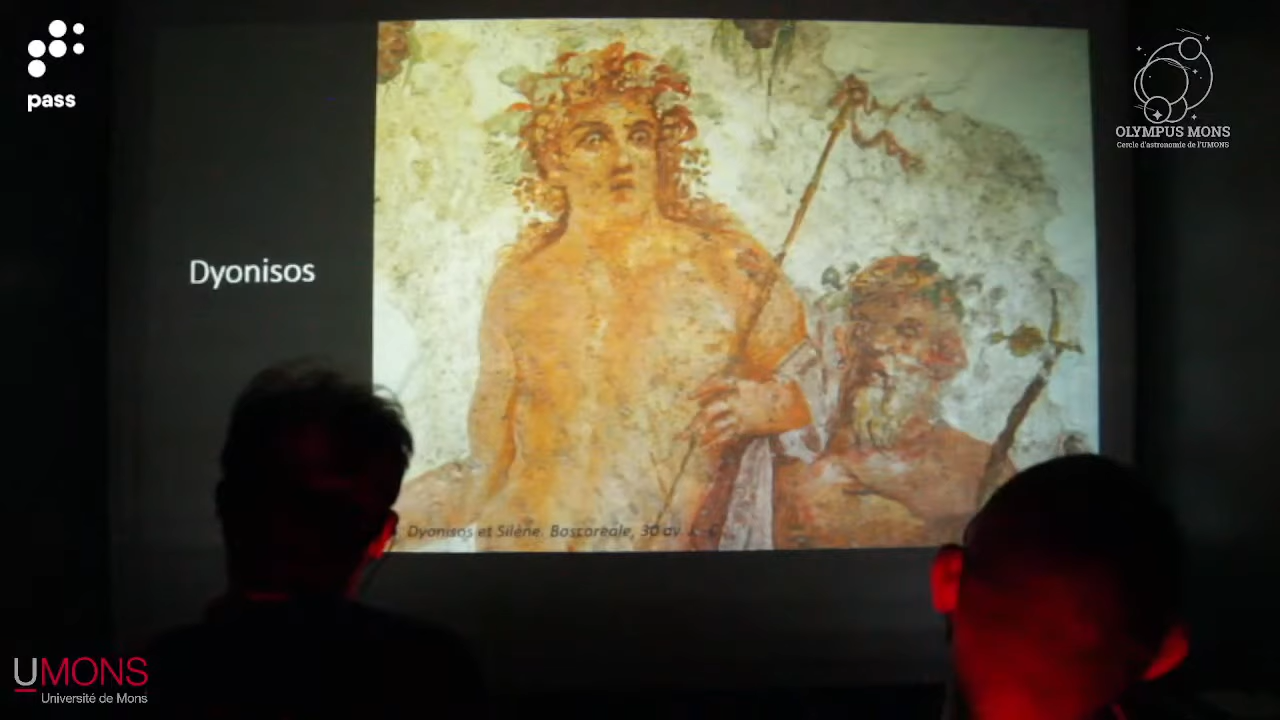 pass
OLYMPUS MONS
Cercle d'astronomie de l'UMONS
Dyonisos
Dyonisos et Silène. Boscoreale, 30 av. J.
UMONS
Université de Mons